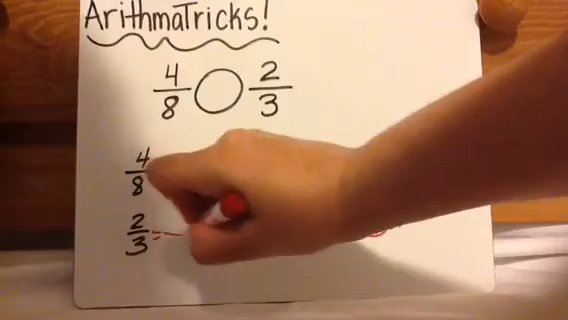 ArithmaTricks!
4/8 ◯ 2/3
4/8
2/3 =